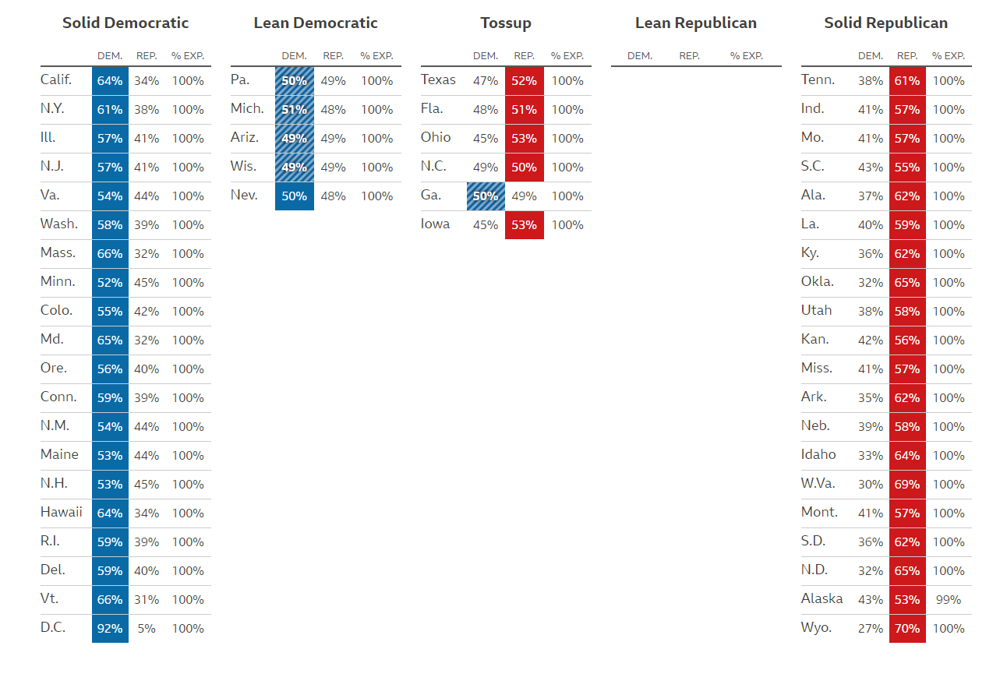 Solid Democratic
DEM. REP. % EXP.
Calif. 64% 34% 100%
N.Y. 61% 38% 100%
Ill. 57% 41% 100%
N.J. 57% 41% 100%
Va. 54% 44% 100%
Wash. 58% 39% 100%
Mass. 66% 32% 100%
Minn. 52% 45% 100%
Colo. 55% 42% 100%
Md. 65% 32% 100%
Ore. 56% 40% 100%
Conn. 59% 39% 100%
N.M. 54% 44% 100%
Maine 53% 44% 100%
N.H. 53% 45% 100%
Hawaii 64% 34% 100%
R.I. 59% 39% 100%
Del. 59% 40% 100%
Vt. 66% 31% 100%
D.C. 92% 5% 100%
Lean Democratic
DEM. REP. % EXP.
Pa. 50% 49% 100%
Mich. 51% 48% 100%
Ariz. 49% 49% 100%
Wis. 49% 49% 100%
Nev. 50% 48% 100%
Tossup
DEM. REP. % EXP.
Texas 47% 52% 100%
Fla. 48% 51% 100%
Ohio 45% 53% 100%
N.C. 49% 50% 100%
Ga. 50% 49% 100%
Iowa 45% 53% 100%
Lean Republican
DEM. REP. % EXP.
Solid Republican
DEM. REP. % EXP.
Tenn. 38% 61% 100%
Ind. 41% 57% 100%
Mo. 41% 57% 100%
S.C. 43% 55% 100%
Ala. 37% 62% 100%
La. 40% 59% 100%
Ky. 36% 62% 100%
Okla. 32% 65% 100%
Utah 38% 58% 100%
Kan. 42% 56% 100%
Miss. 41% 57% 100%
Ark. 35% 62% 100%
Neb. 39% 58% 100%
Idaho 33% 64% 100%
W.Va. 30% 69% 100%
Mont. 41% 57% 100%
S.D. 36% 62% 100%
N.D. 32% 65% 100%
Alaska 43% 53% 99%
Wyo. 27% 70% 100%